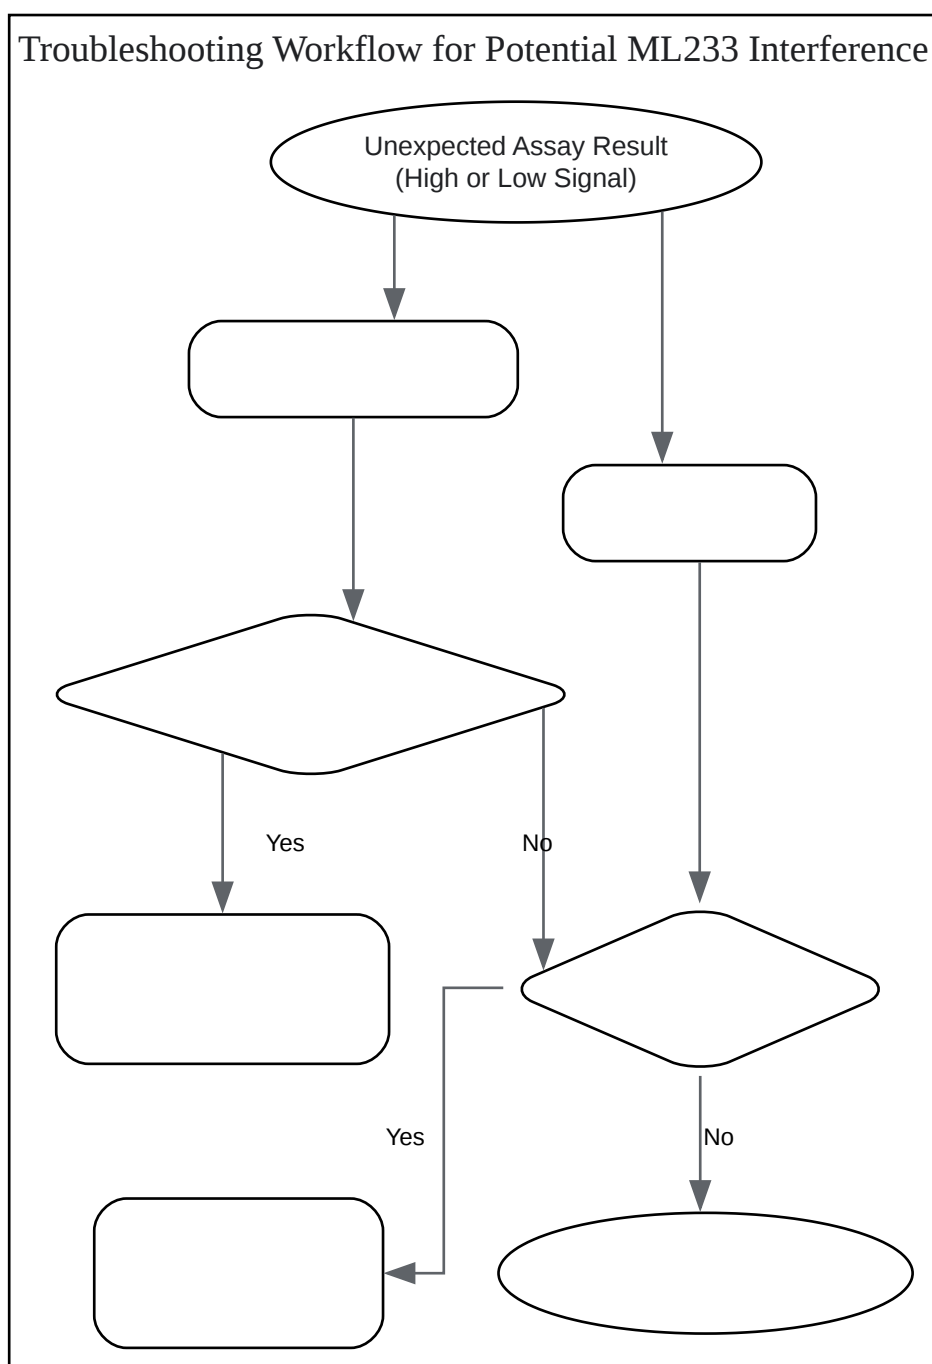 Troubleshooting Workflow for Potential ML233 Interference
Unexpected Assay Result
(High or Low Signal)
Yes
No
Yes
No